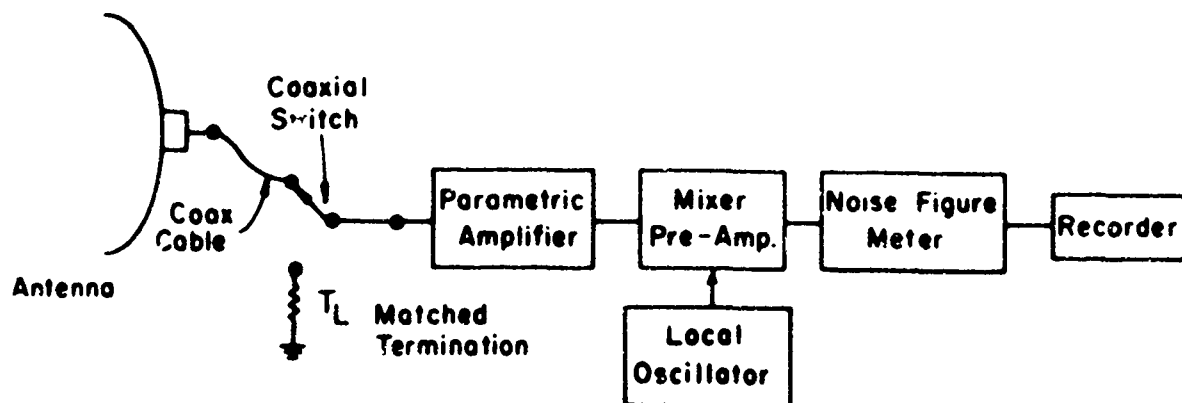 Coaxial
Switch
Coax
Cable
Antenna
T_L Matched
Termination
Parametric
Amplifier
Mixer
Pre-Amp.
Noise Figure
Meter
Recorder
Local
Oscillator